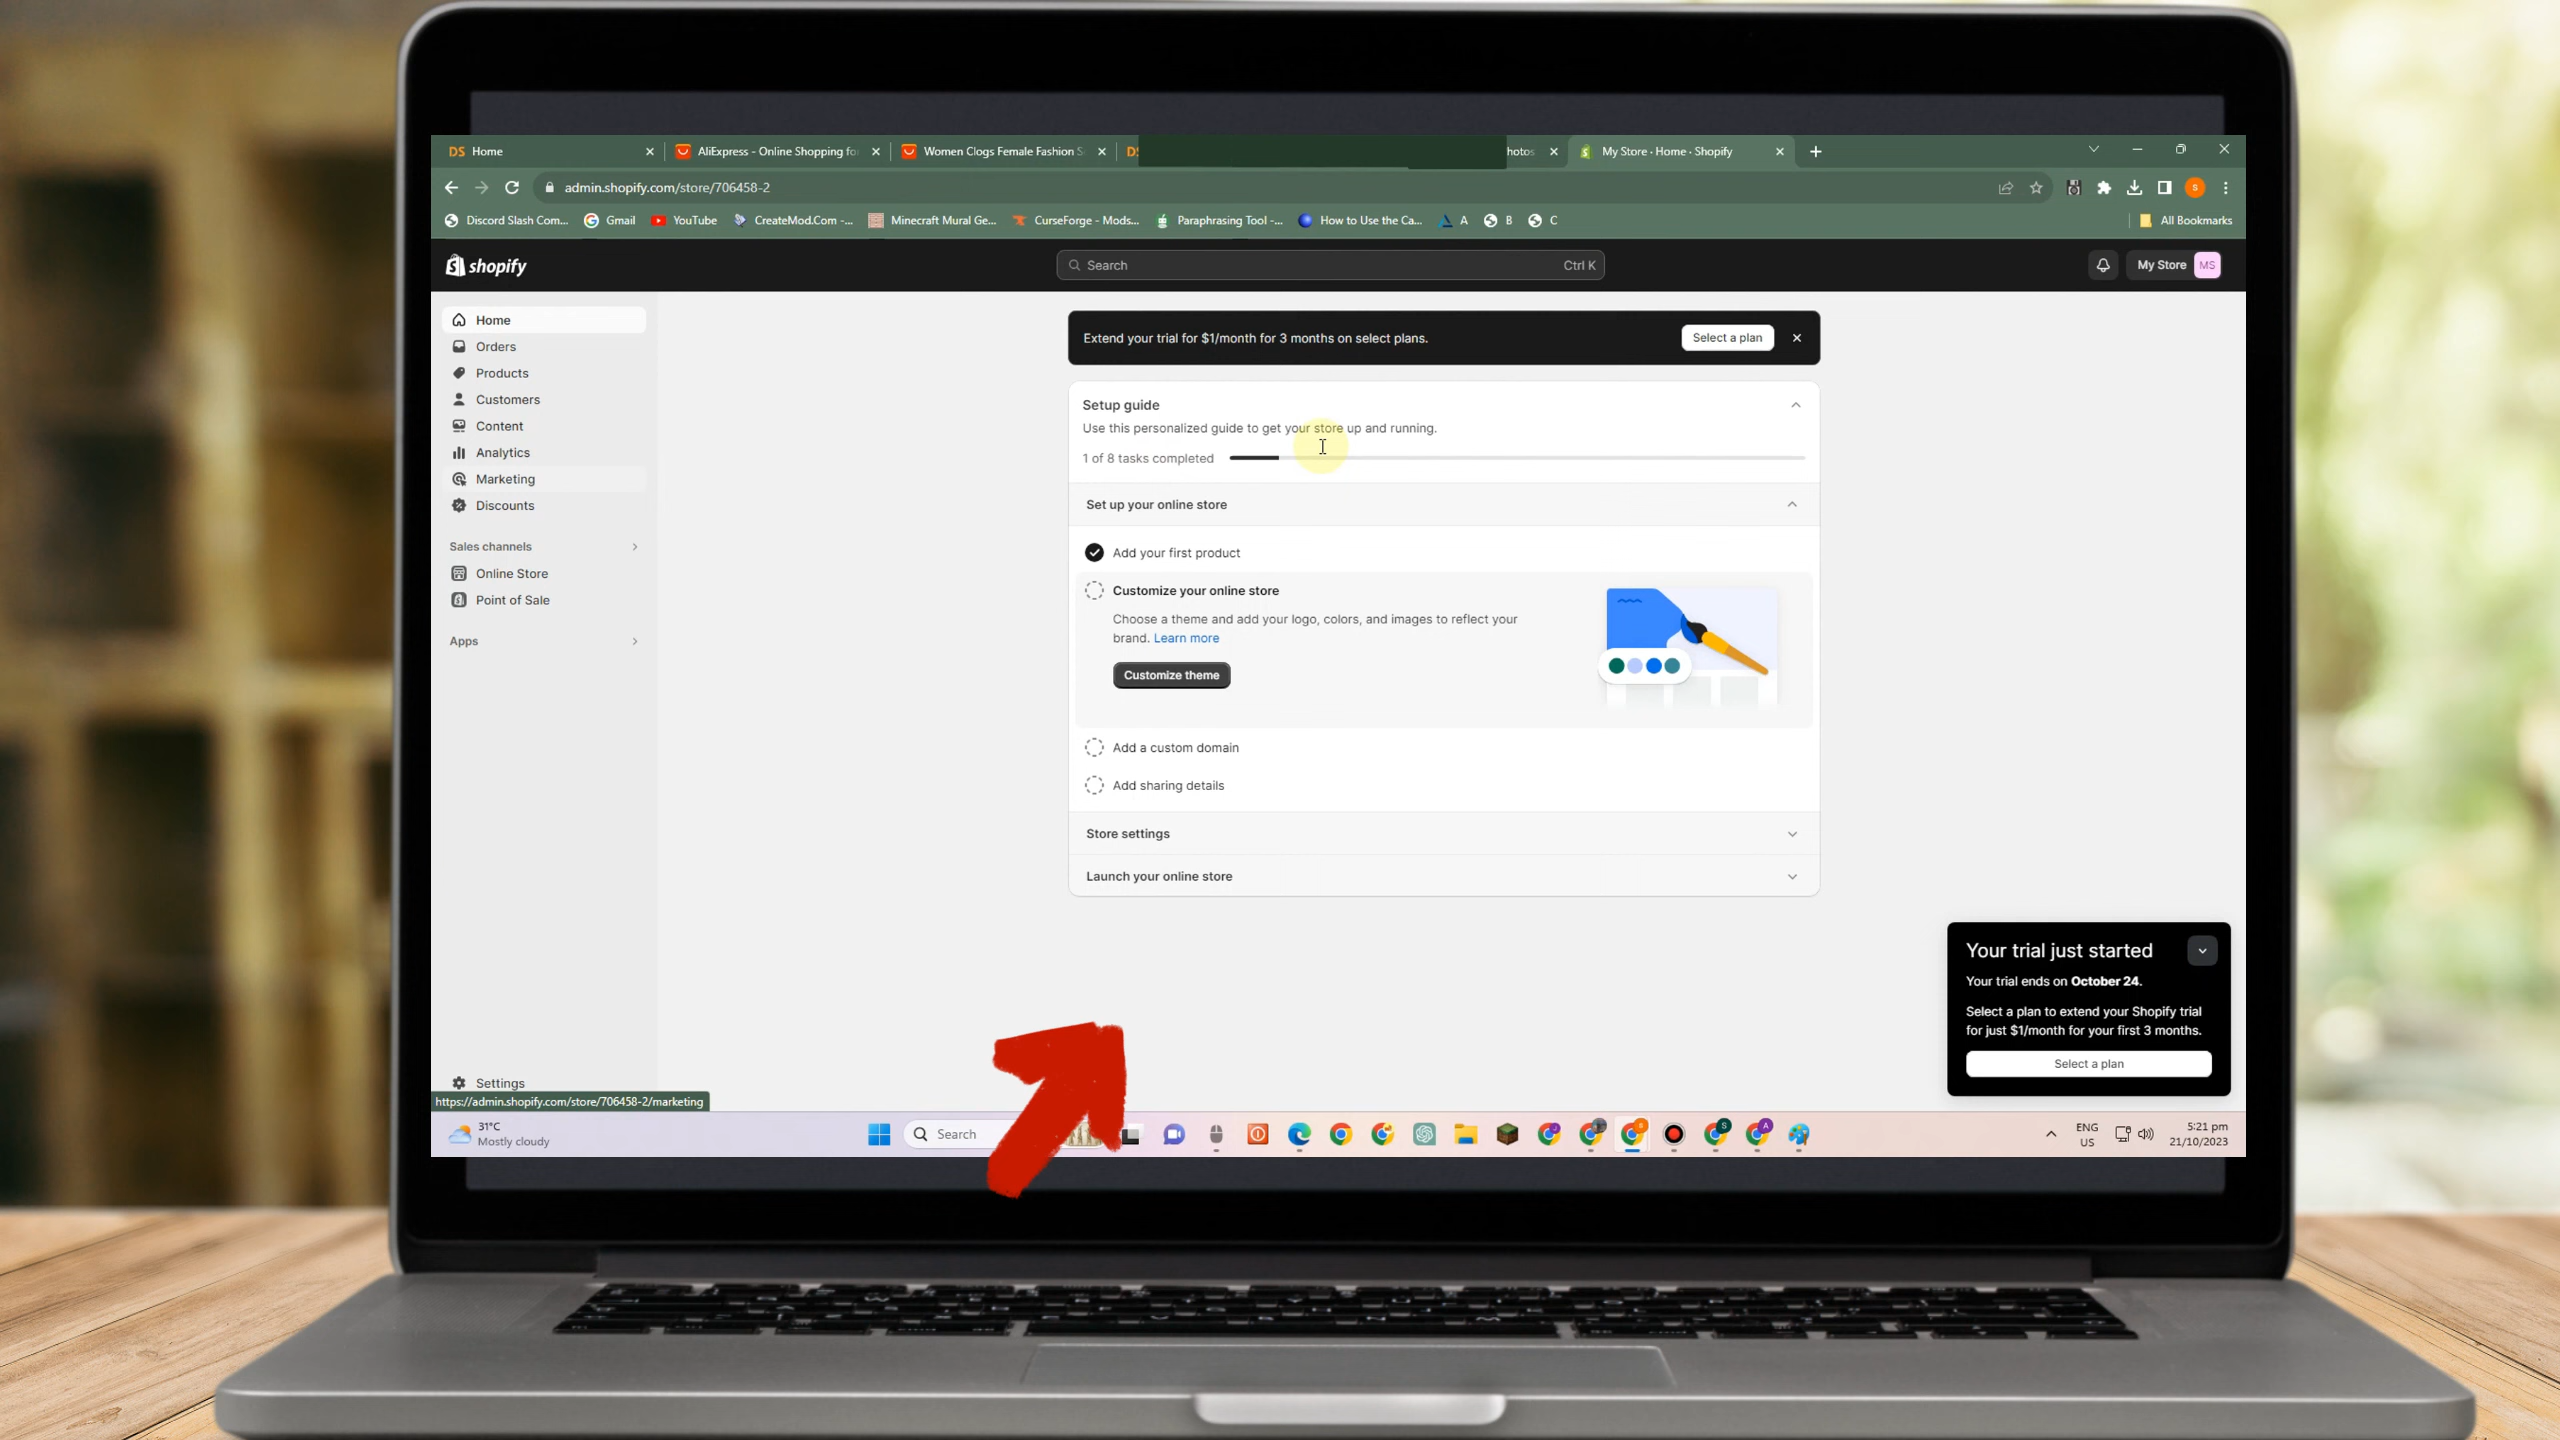 DS Home
AliExpress - Online Shopping fo
Women Clogs Female Fashion S
hotos
My Store · Home · Shopify
admin.shopify.com/store/706458-2
Discord Slash Com...
Gmail
YouTube
CreateMod.Com -...
Minecraft Mural Ge...
CurseForge - Mods...
Paraphrasing Tool -...
How to Use the Ca...
A
B
C
All Bookmarks
shopify
Search
Ctrl K
My Store
MS
Home
Orders
Products
Customers
Content
Analytics
Marketing
Discounts
Sales channels
Online Store
Point of Sale
Apps
Settings
https://admin.shopify.com/store/706458-2/marketing
Extend your trial for $1/month for 3 months on select plans.
Select a plan
Setup guide
Use this personalized guide to get your store up and running.
1 of 8 tasks completed
Set up your online store
Add your first product
Customize your online store
Choose a theme and add your logo, colors, and images to reflect your
brand. Learn more
Customize theme
Add a custom domain
Add sharing details
Store settings
Launch your online store
Your trial just started
Your trial ends on October 24.
Select a plan to extend your Shopify trial
for just $1/month for your first 3 months.
Select a plan
31°C
Mostly cloudy
Search
ENG
US
5:21 pm
21/10/2023